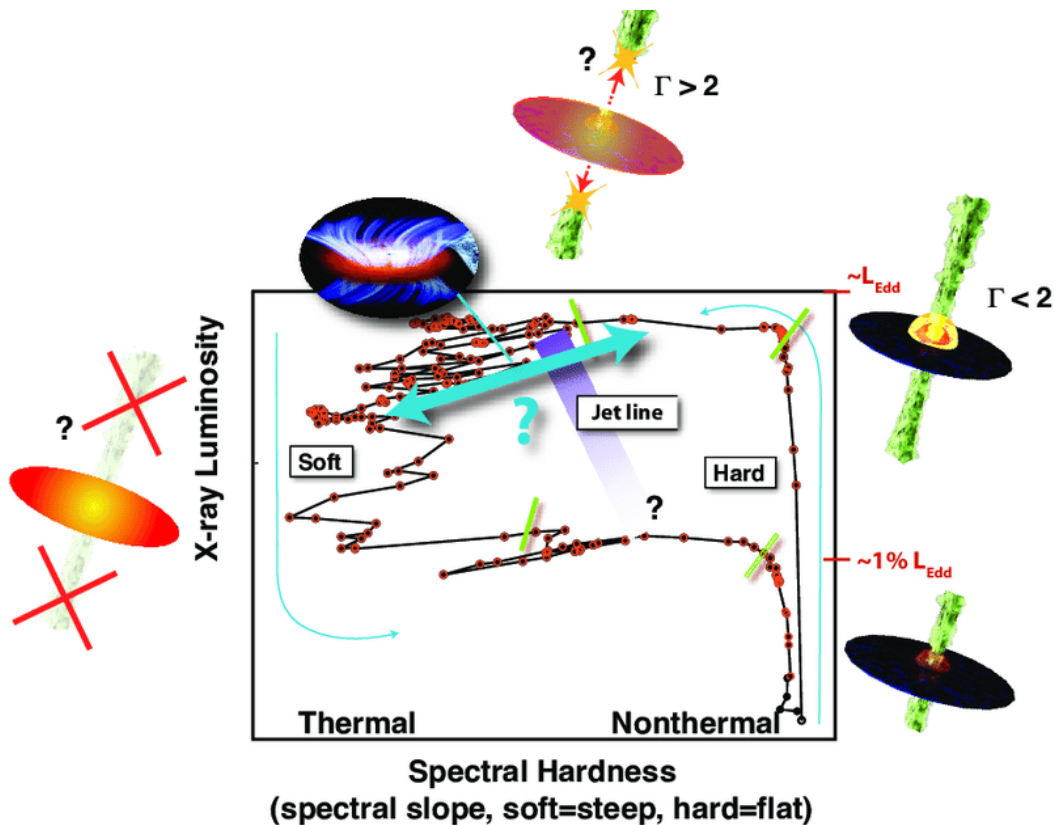 ?
Γ > 2
~L_Edd
Γ < 2
X-ray Luminosity
?
Soft
?
Jet line
Hard
?
~1% L_Edd
Thermal
Nonthermal
Spectral Hardness
(spectral slope, soft=steep, hard=flat)